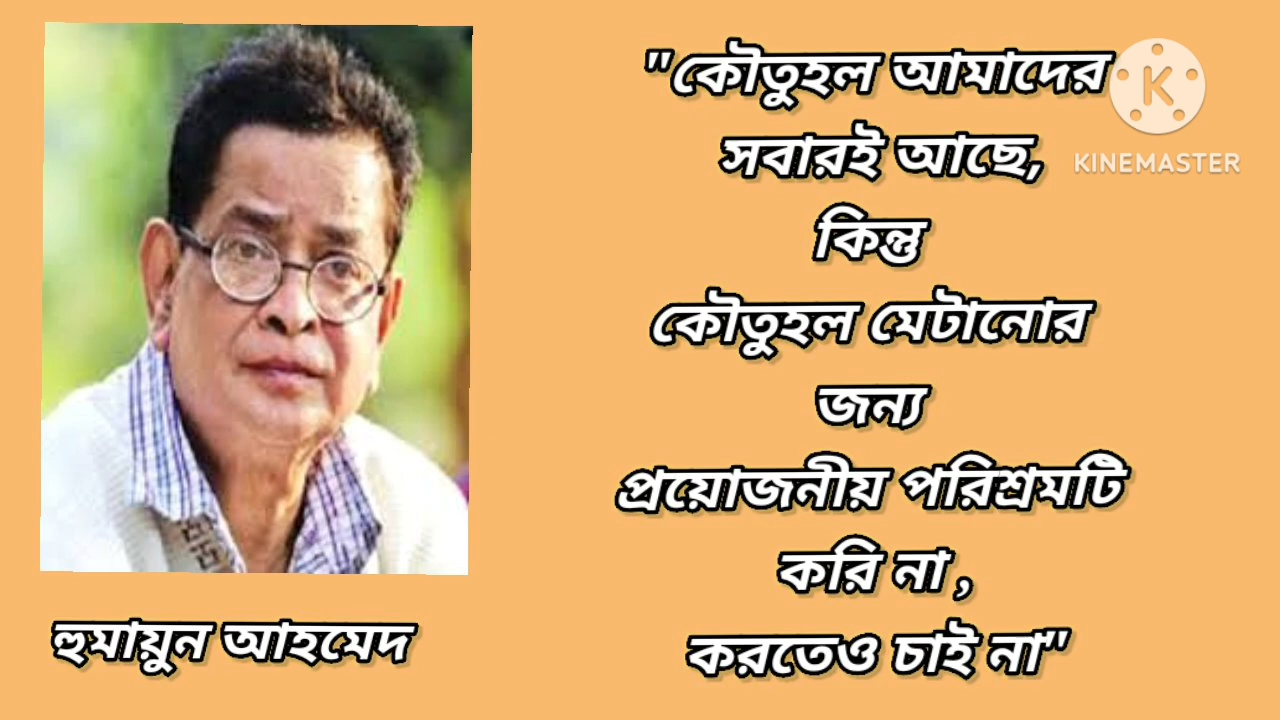 "কৌতুহল আমাদের
সবারই আছে,
কিন্তু
কৌতুহল মেটানোর
জন্য
প্রয়োজনীয় পরিশ্রমটি
করি না ,
করতেও চাই না"
হুমায়ুন আহমেদ
K
KINEMASTER